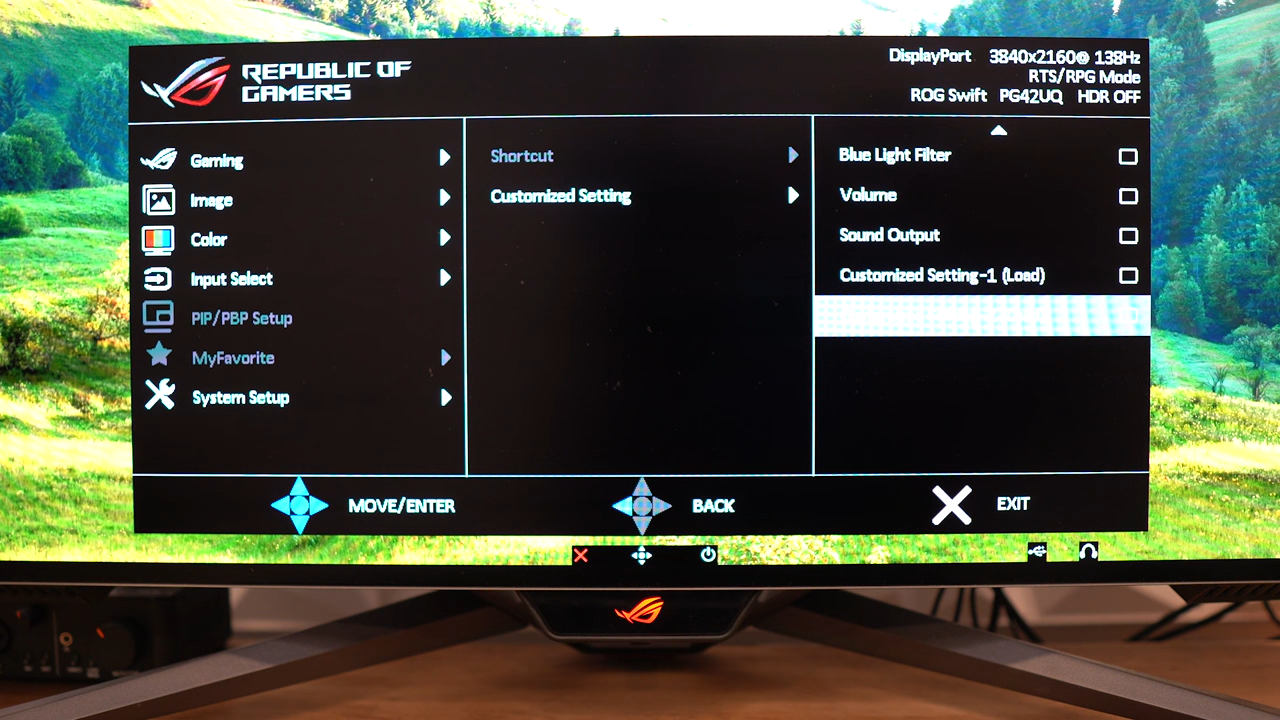 REPUBLIC OF
GAMERS
DisplayPort 3840x2160@ 138Hz
RTS/RPG Mode
ROG Swift PG42UQ HDR OFF
Gaming
Image
Color
Input Select
PIP/PBP Setup
MyFavorite
System Setup
Shortcut
Customized Setting
Blue Light Filter
Volume
Sound Output
Customized Setting-1 (Load)
MOVE/ENTER
BACK
EXIT